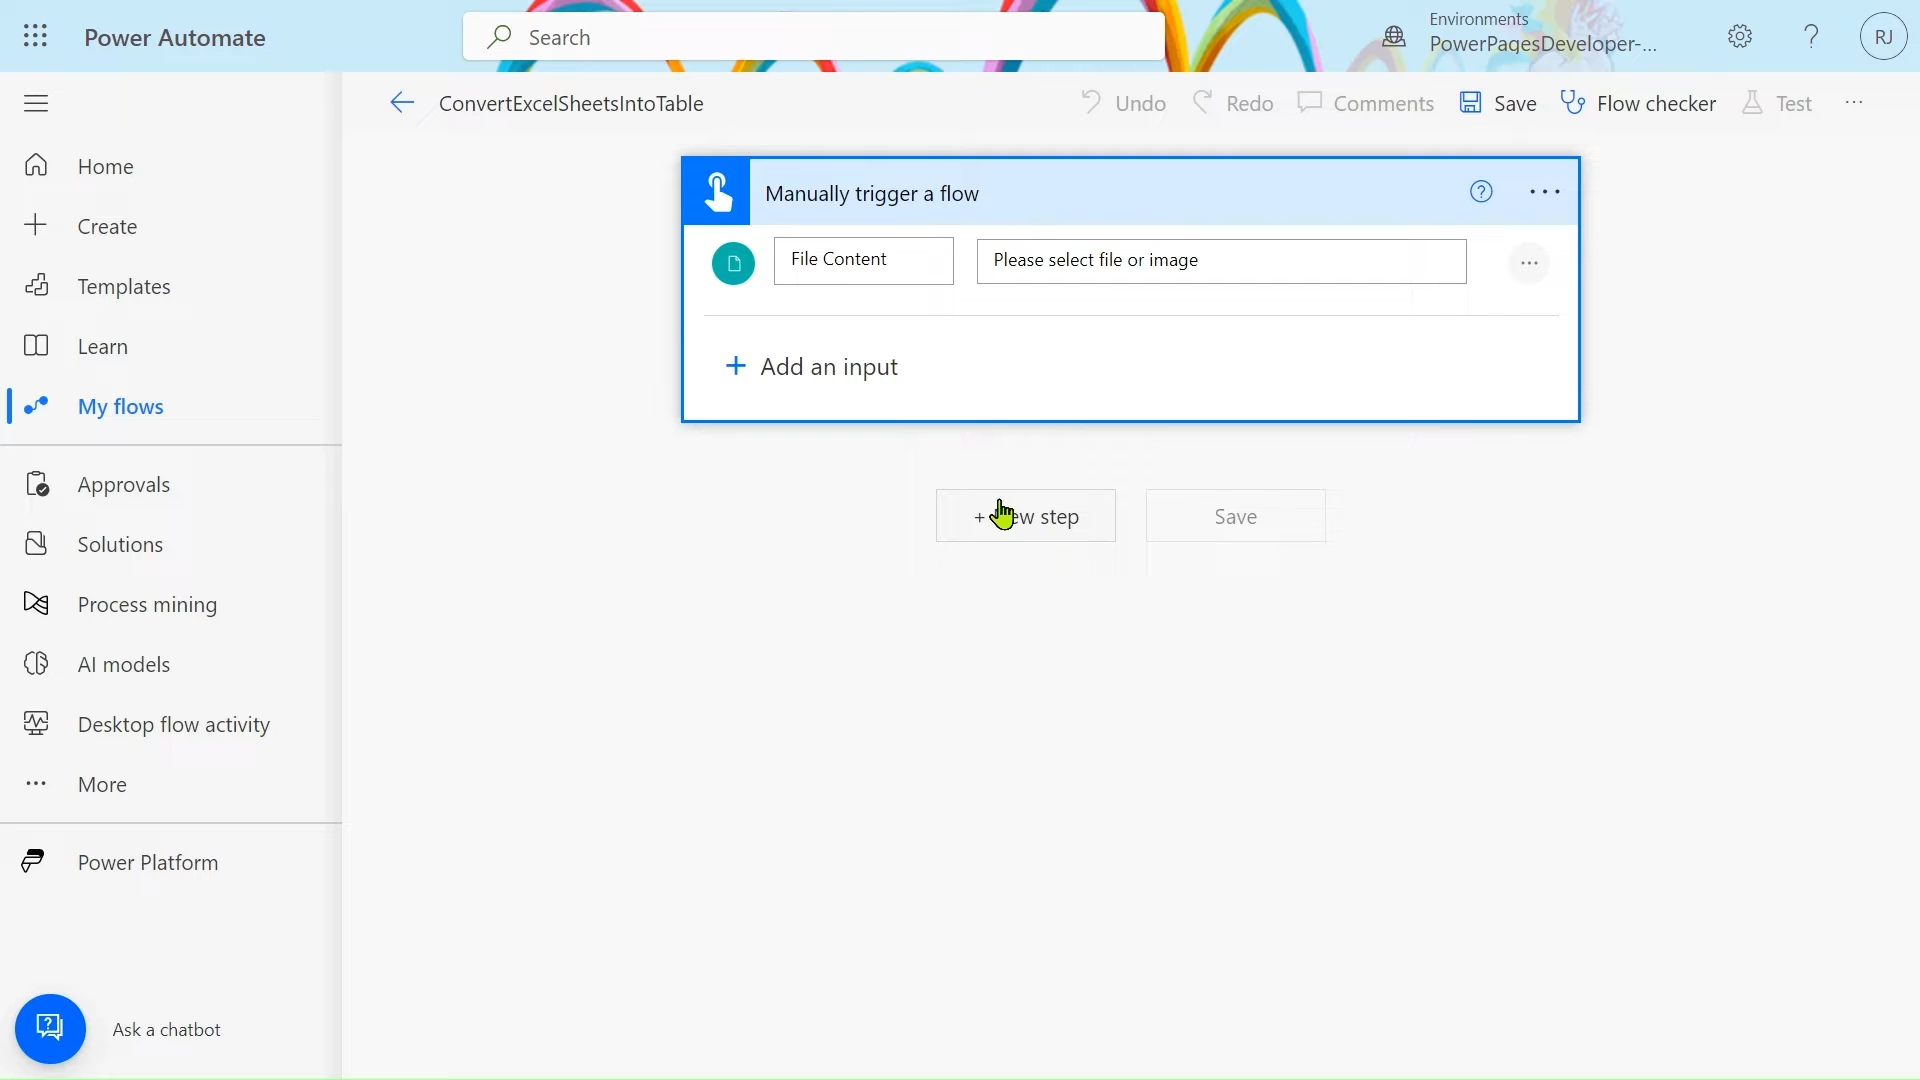 Power Automate
Search
Environments
PowerPagesDeveloper-...
RJ
ConvertExcelSheetsIntoTable
Undo
Redo
Comments
Save
Flow checker
Test
Home
Create
Templates
Learn
My flows
Approvals
Solutions
Process mining
AI models
Desktop flow activity
More
Power Platform
Ask a chatbot
Manually trigger a flow
File Content
Please select file or image
+ Add an input
+ New step
Save